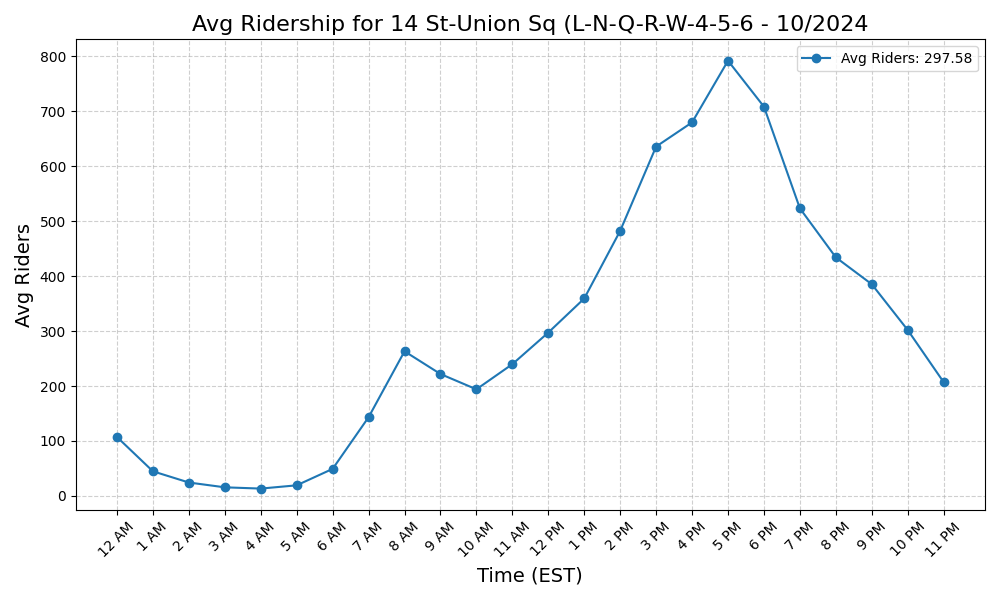 Avg Ridership for 14 St-Union Sq (L-N-Q-R-W-4-5-6 - 10/2024
Avg Riders: 297.58
800
700
600
500
400
300
200
100
0
Avg Riders
12 AM
1 AM
2 AM
3 AM
4 AM
5 AM
6 AM
7 AM
8 AM
9 AM
10 AM
11 AM
12 PM
1 PM
2 PM
3 PM
4 PM
5 PM
6 PM
7 PM
8 PM
9 PM
10 PM
11 PM
Time (EST)